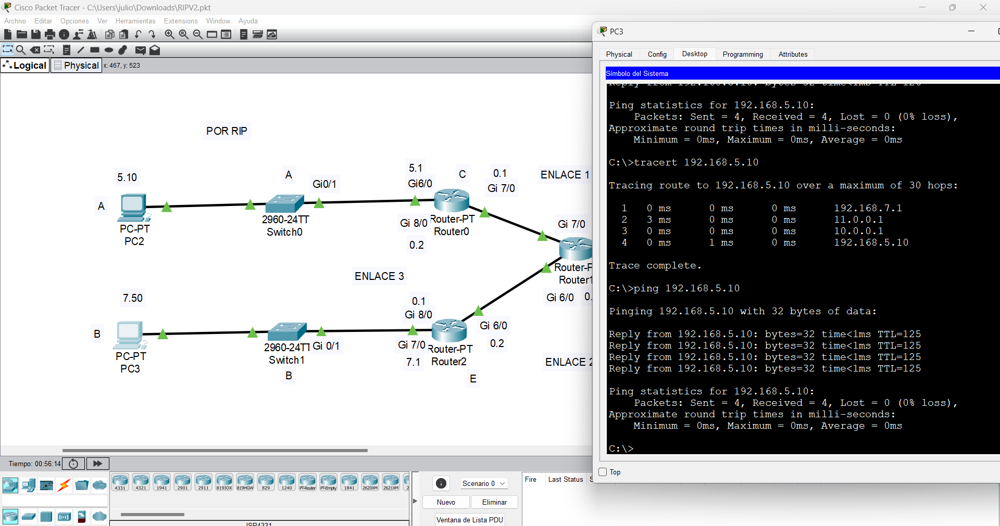 Cisco Packet Tracer - C:\Users\julio\Downloads\RIPV2.pkt
Archivo Editar Opciones Ver Herramientas Extensions Window Ayuda
Logical Physical x: 467, y: 523
POR RIP
5.10
A
PC-PT
PC2
A
Gi0/1
2960-24TT
Switch0
5.1
Gi6/0
C
0.1
Gi 7/0
ENLACE 1
Gi 8/0
0.2
Router-PT
Router0
Gi 7/0
Router-P
Router1
Gi 6/0 0.
ENLACE 3
7.50
B
PC-PT
PC3
2960-24TT
Switch1
Gi 0/1
B
0.1
Gi 8/0
Gi 7/0
7.1
Router-PT
Router2
Gi 6/0
0.2
E
ENLACE 2
Tiempo: 00:56:14
4331 4321 1941 2901 2911 819IOX 819HGW 829 1240 PT-Router PT-Empty 1841 2620XM 2621XM 2
ISR4331
Scenario 0
Nuevo Eliminar
Ventana de Lista PDU
Fire Last Status S
PC3
Physical Config Desktop Programming Attributes
Símbolo del Sistema
Reply from 192.168.5.10: bytes=32 time<1ms TTL=126
Ping statistics for 192.168.5.10:
Packets: Sent = 4, Received = 4, Lost = 0 (0% loss),
Approximate round trip times in milli-seconds:
Minimum = 0ms, Maximum = 0ms, Average = 0ms
C:\>tracert 192.168.5.10
Tracing route to 192.168.5.10 over a maximum of 30 hops:
1 0 ms 0 ms 0 ms 192.168.7.1
2 3 ms 0 ms 0 ms 11.0.0.1
3 0 ms 0 ms 0 ms 10.0.0.1
4 0 ms 1 ms 0 ms 192.168.5.10
Trace complete.
C:\>ping 192.168.5.10
Pinging 192.168.5.10 with 32 bytes of data:
Reply from 192.168.5.10: bytes=32 time<1ms TTL=125
Reply from 192.168.5.10: bytes=32 time<1ms TTL=125
Reply from 192.168.5.10: bytes=32 time<1ms TTL=125
Reply from 192.168.5.10: bytes=32 time<1ms TTL=125
Ping statistics for 192.168.5.10:
Packets: Sent = 4, Received = 4, Lost = 0 (0% loss),
Approximate round trip times in milli-seconds:
Minimum = 0ms, Maximum = 0ms, Average = 0ms
C:\>
Top